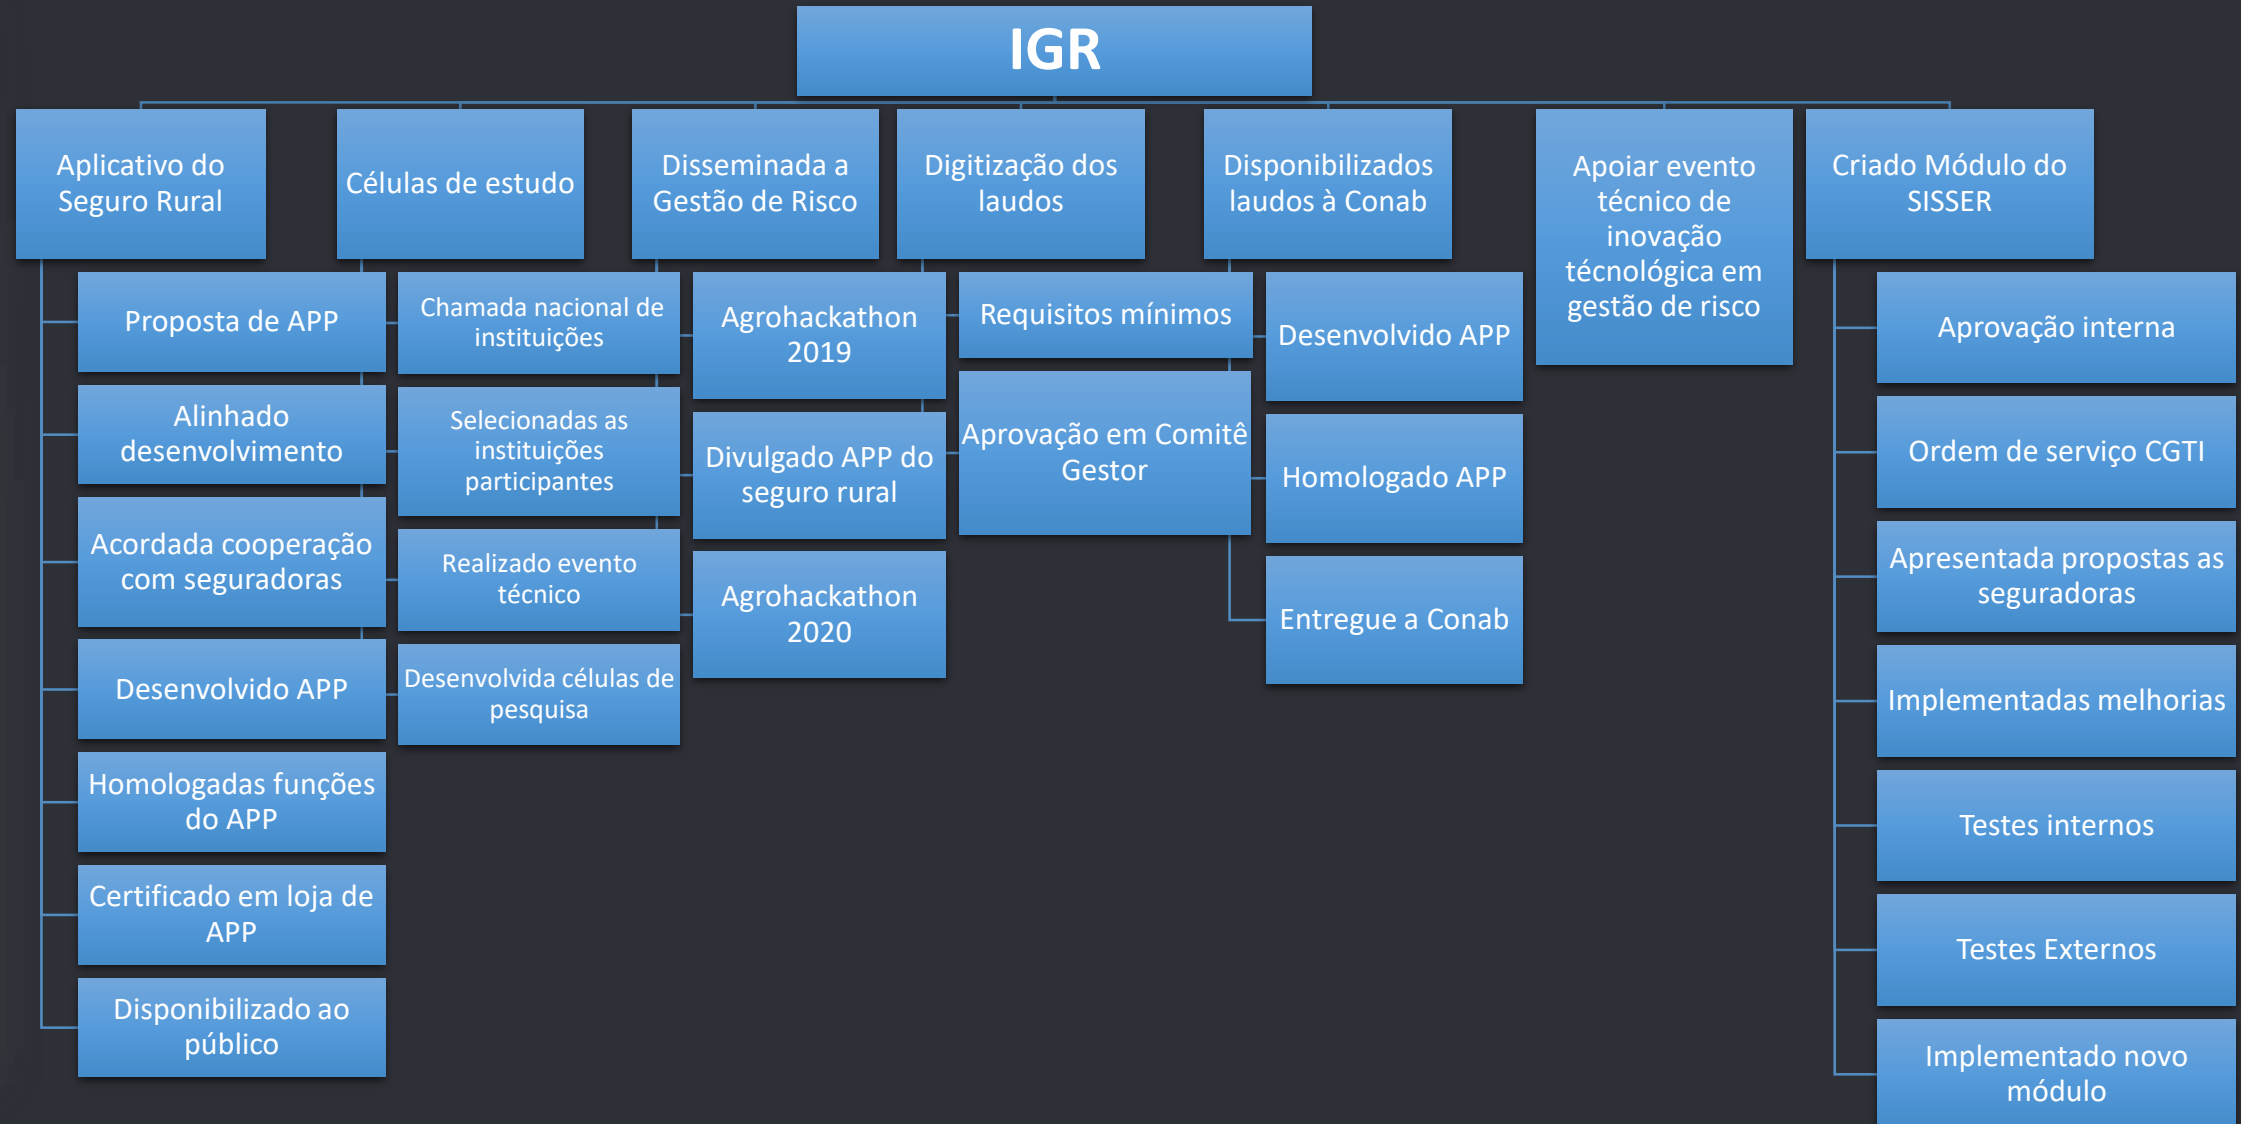 IGR
Aplicativo do
Seguro Rural
Proposta de APP
Alinhado
desenvolvimento
Acordada cooperação
com seguradoras
Desenvolvido APP
Homologadas funções
do APP
Certificado em loja de
APP
Disponibilizado ao
público
Células de estudo
Chamada nacional de
instituições
Selecionadas as
instituições
participantes
Realizado evento
técnico
Desenvolvida células de
pesquisa
Disseminada a
Gestão de Risco
Agrohackathon
2019
Divulgado APP do
seguro rural
Agrohackathon
2020
Digitização dos
laudos
Requisitos mínimos
Aprovação em Comitê
Gestor
Disponibilizados
laudos à Conab
Desenvolvido APP
Homologado APP
Entregue a Conab
Apoiar evento
técnico de
inovação
técnológica em
gestão de risco
Criado Módulo do
SISSER
Aprovação interna
Ordem de serviço CGTI
Apresentada propostas as
seguradoras
Implementadas melhorias
Testes internos
Testes Externos
Implementado novo
módulo